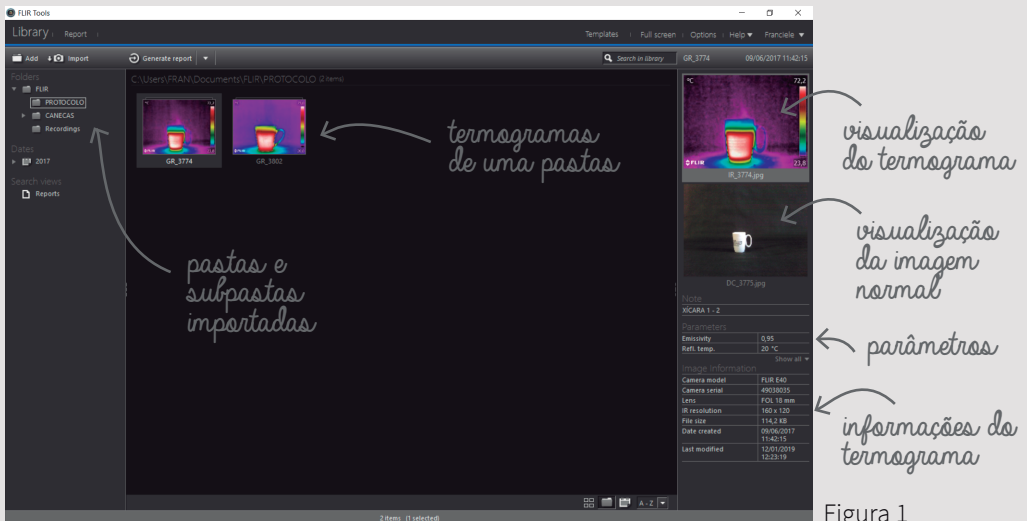 FLIR Tools
Library Report Templates Full screen Options Help Franciele
Add Import Generate report Search in library GR_3774 09/06/2017 11:42:15
Folders
FLIR
PROTOCOLO
CANECAS
Recordings
Dates
2017
Search views
Reports
C:\Users\FRAN\Documents\FLIR\PROTOCOLO (2 items)
GR_3774 GR_3802
termogramas
de uma pastas
pastas e
subpastas
importadas
°C 72,2
FLIR 23,8
IR_3774.jpg
DC_3775.jpg
visualização
do termograma
visualização
da imagem
normal
Note
XÍCARA 1 - 2
Parameters
Emissivity 0,95
Refl. temp. 20 °C
Show all
parâmetros
Image Information
Camera model FLIR E40
Camera serial 49038035
Lens FOL 18 mm
IR resolution 160 x 120
File size 114,2 KB
Date created 09/06/2017
11:42:15
Last modified 12/01/2019
12:23:19
informações do
termograma
A - Z
2 items (1 selected)
Figura 1